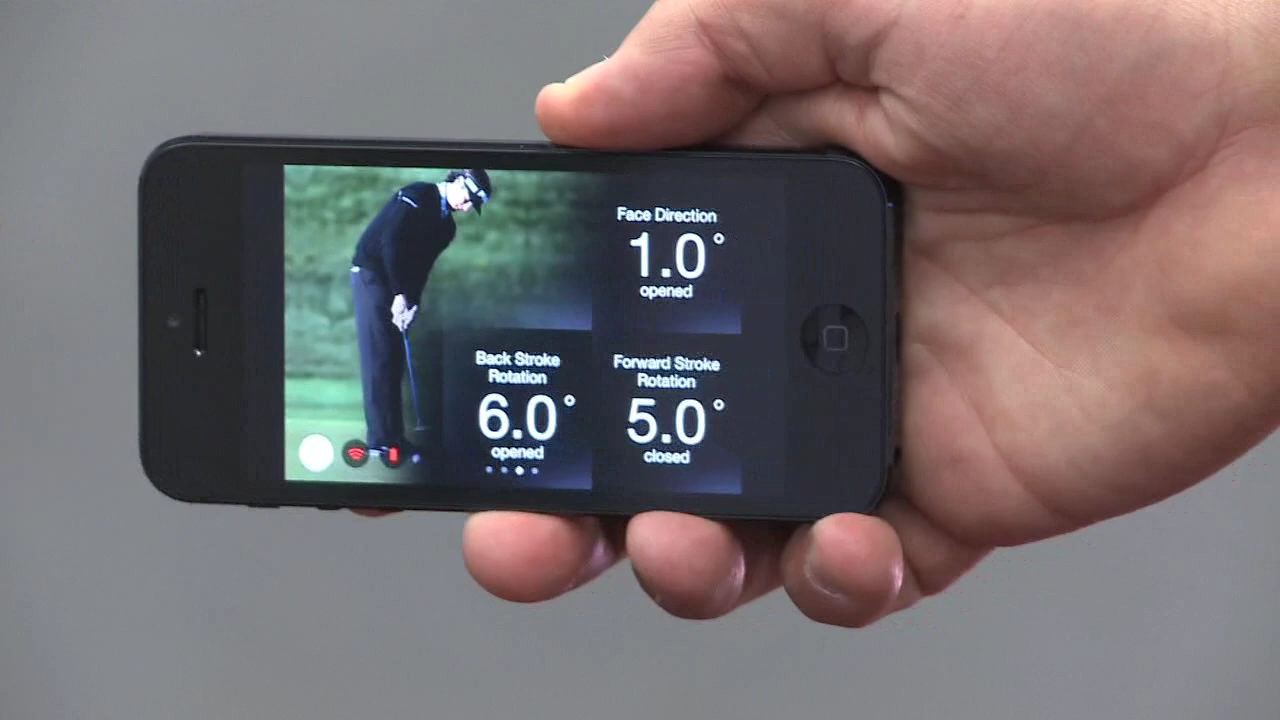 Face Direction
1.0°
opened
Back Stroke
Rotation
6.0°
opened
Forward Stroke
Rotation
5.0°
closed